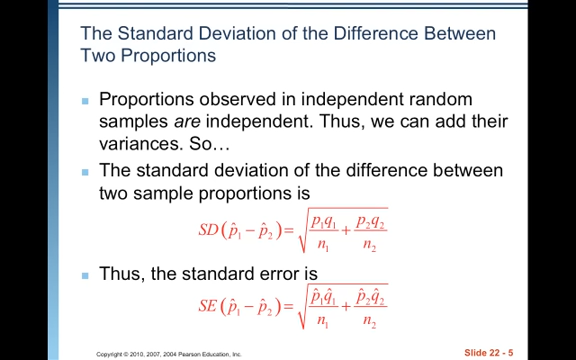 The Standard Deviation of the Difference Between
Two Proportions
■ Proportions observed in independent random
samples are independent. Thus, we can add their
variances. So…
■ The standard deviation of the difference between
two sample proportions is
SD(p̂₁ − p̂₂) = √(p₁q₁/n₁ + p₂q₂/n₂)
■ Thus, the standard error is
SE(p̂₁ − p̂₂) = √(p̂₁q̂₁/n₁ + p̂₂q̂₂/n₂)
Copyright © 2010, 2007, 2004 Pearson Education, Inc.
Slide 22 - 5